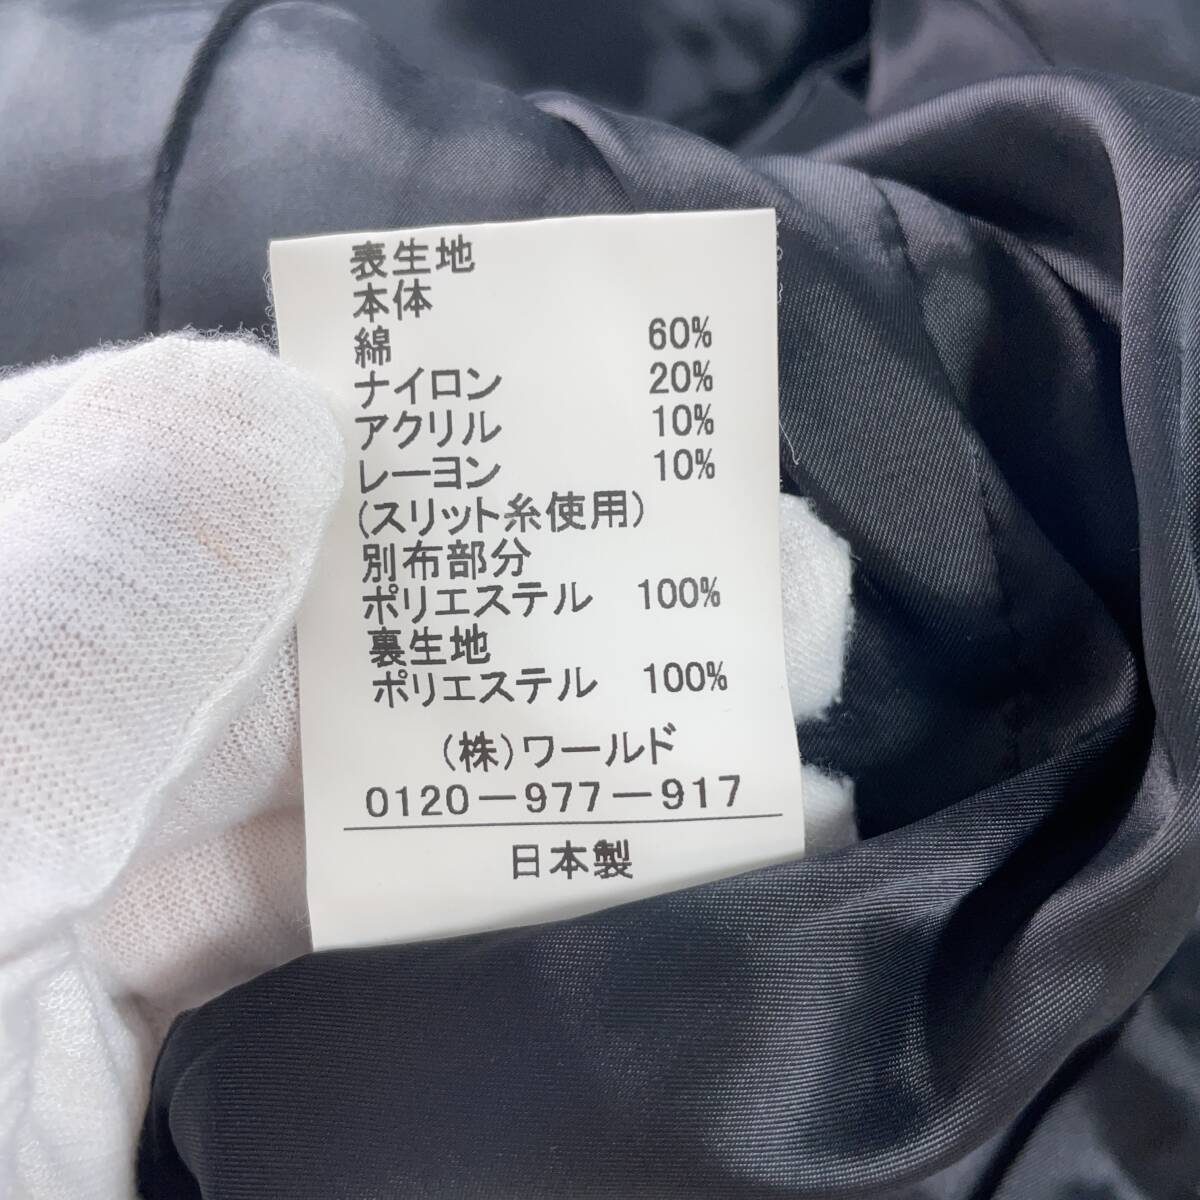 表生地
本体
綿 60%
ナイロン 20%
アクリル 10%
レーヨン 10%
(スリット糸使用)
別布部分
ポリエステル 100%
裏生地
ポリエステル 100%
(株)ワールド
0120-977-917
日本製